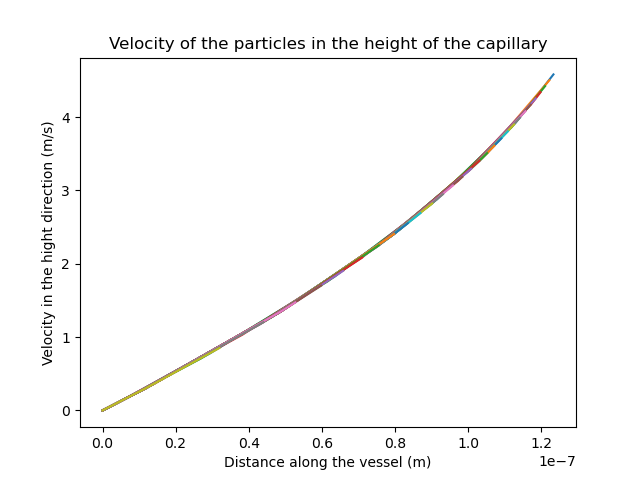 Velocity of the particles in the height of the capillary
Velocity in the hight direction (m/s)
4
3
2
1
0
0.0 0.2 0.4 0.6 0.8 1.0 1.2
1e−7
Distance along the vessel (m)